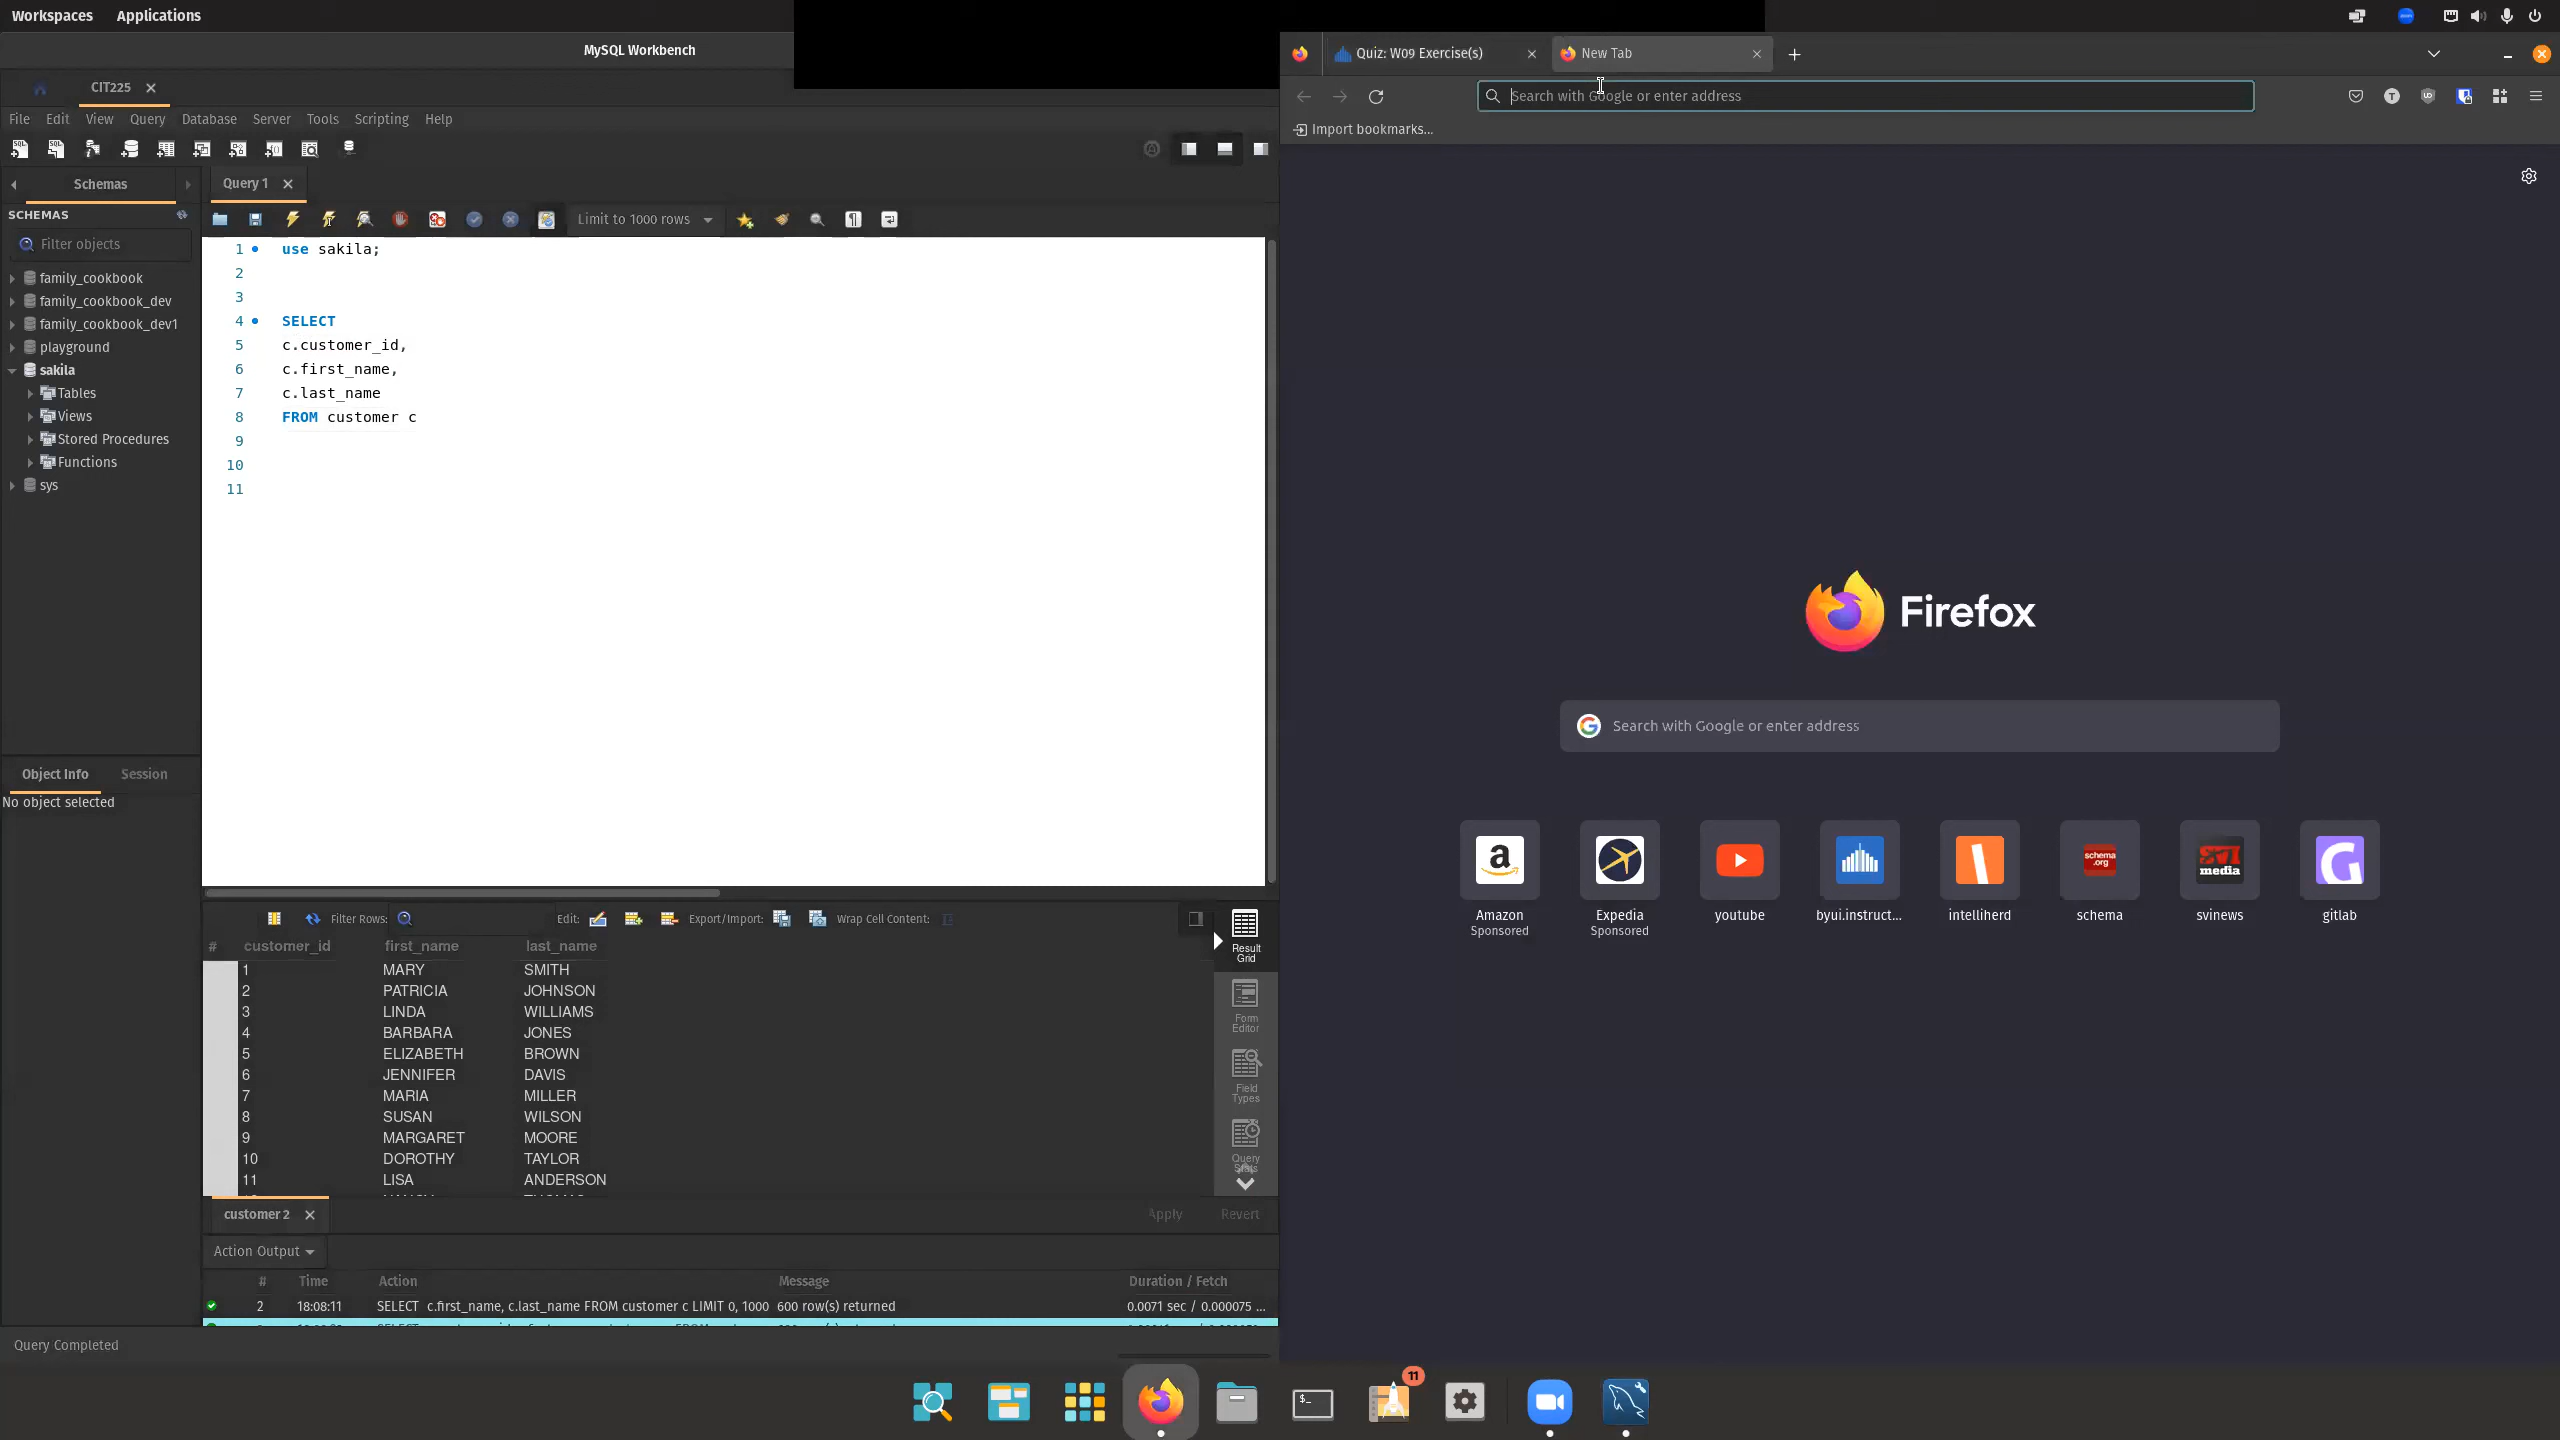 Workspaces Applications
MySQL Workbench
CIT225
File Edit View Query Database Server Tools Scripting Help
Schemas
SCHEMAS
Filter objects
family_cookbook
family_cookbook_dev
family_cookbook_dev1
playground
sakila
Tables
Views
Stored Procedures
Functions
sys
Object Info Session
No object selected
Query 1
Limit to 1000 rows
1 use sakila;
2
3
4 SELECT
5 c.customer_id,
6 c.first_name,
7 c.last_name
8 FROM customer c
9
10
11
Filter Rows: Edit: Export/Import: Wrap Cell Content:
# customer_id first_name last_name
1 MARY SMITH
2 PATRICIA JOHNSON
3 LINDA WILLIAMS
4 BARBARA JONES
5 ELIZABETH BROWN
6 JENNIFER DAVIS
7 MARIA MILLER
8 SUSAN WILSON
9 MARGARET MOORE
10 DOROTHY TAYLOR
11 LISA ANDERSON
Result
Grid
Form
Editor
Field
Types
Query
customer 2 Apply Revert
Action Output
# Time Action Message Duration / Fetch
2 18:08:11 SELECT c.first_name, c.last_name FROM customer c LIMIT 0, 1000 600 row(s) returned 0.0071 sec / 0.000075 ...
Query Completed
Quiz: W09 Exercise(s) New Tab
Search with Google or enter address
Import bookmarks...
Firefox
Search with Google or enter address
a
schema
.org
SVI
media
G
Amazon
Sponsored
Expedia
Sponsored
youtube
byui.instruct...
intelliherd
schema
svinews
gitlab
T
11
$_